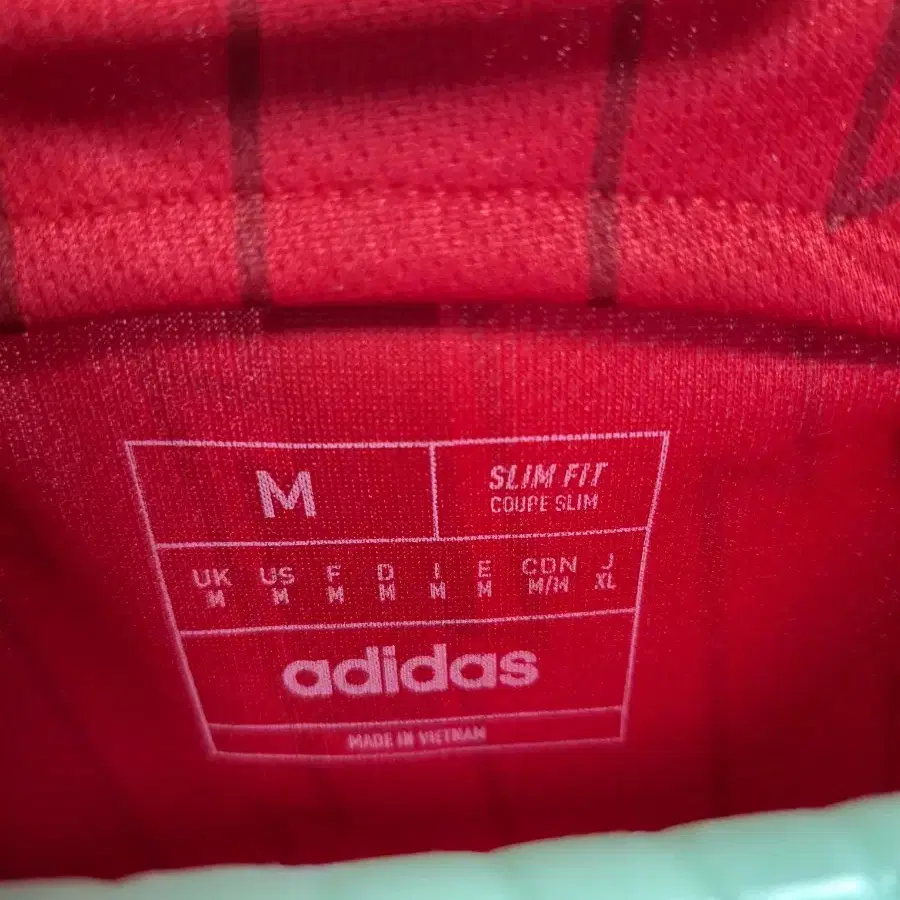 M
SLIM FIT
COUPE SLIM
UK US F D I E CDN J
M M M M M M M/M XL
adidas
MADE IN VIETNAM